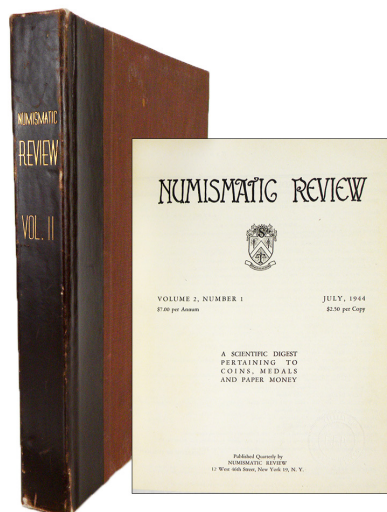 NUMISMATIC
REVIEW
VOL. II
NUMISMATIC REVIEW
VOLUME 2, NUMBER 1
JULY, 1944
$7.00 per Annum
$2.50 per Copy
A SCIENTIFIC DIGEST
PERTAINING TO
COINS, MEDALS
AND PAPER MONEY
Published Quarterly by
NUMISMATIC REVIEW
12 West 46th Street, New York 19, N. Y.